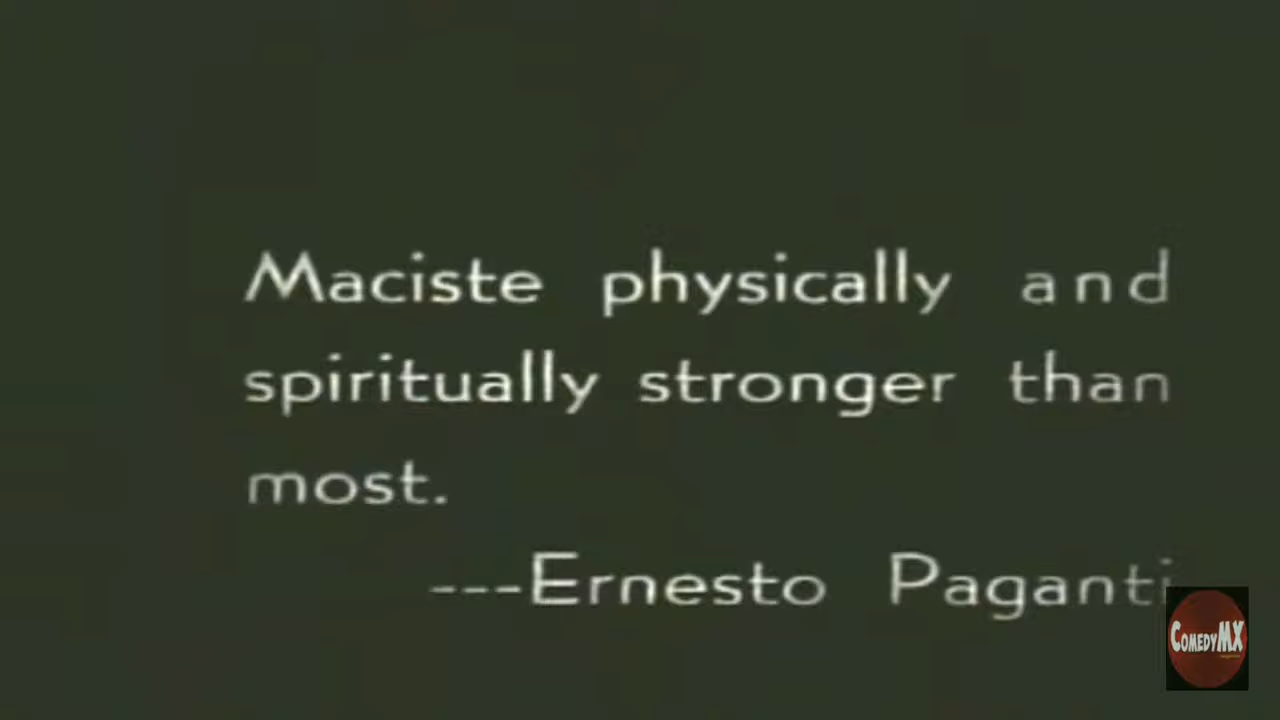 Maciste physically and
spiritually stronger than
most.
---Ernesto Paganti
COMEDYMX